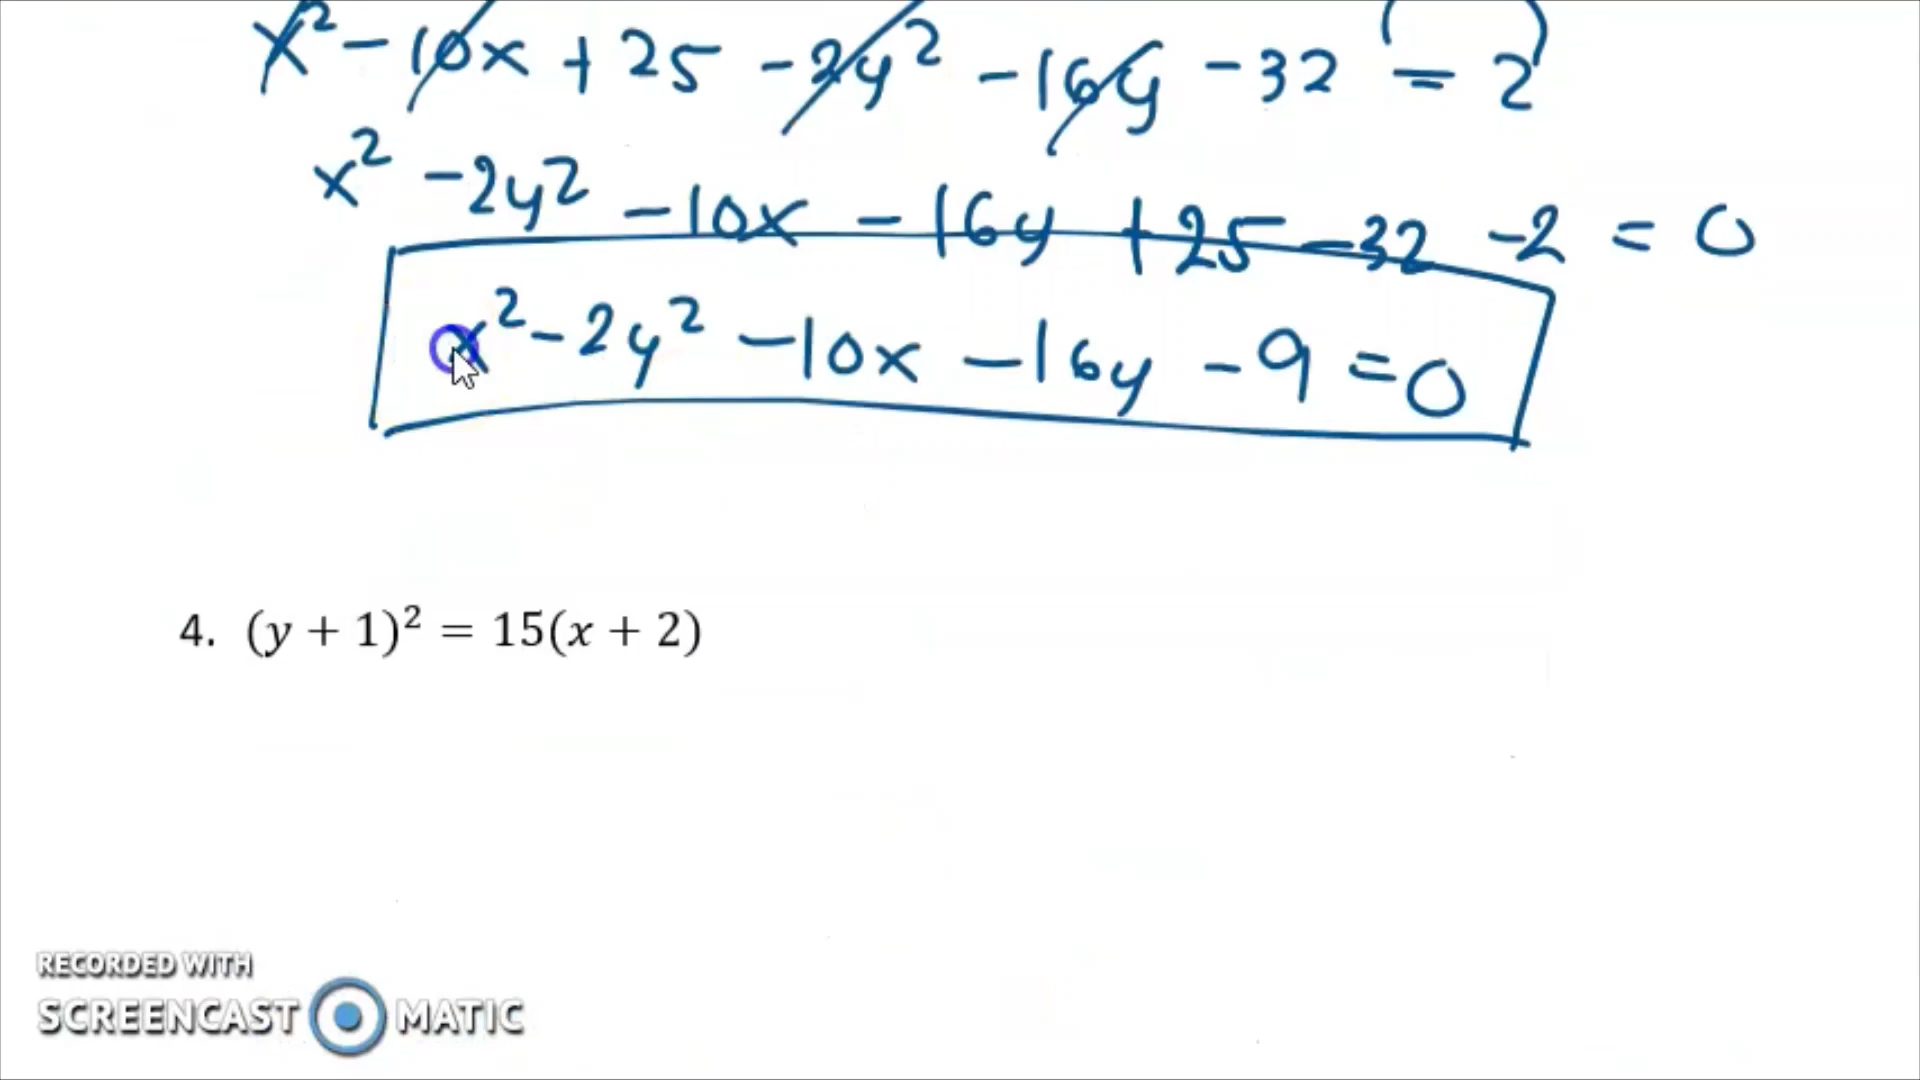 x² - 10x + 25 - 2y² - 16y - 32 = 2
x² - 2y² - 10x - 16y + 25 - 32 - 2 = 0
x² - 2y² - 10x - 16y - 9 = 0
4. (y + 1)² = 15(x + 2)
RECORDED WITH
SCREENCAST MATIC